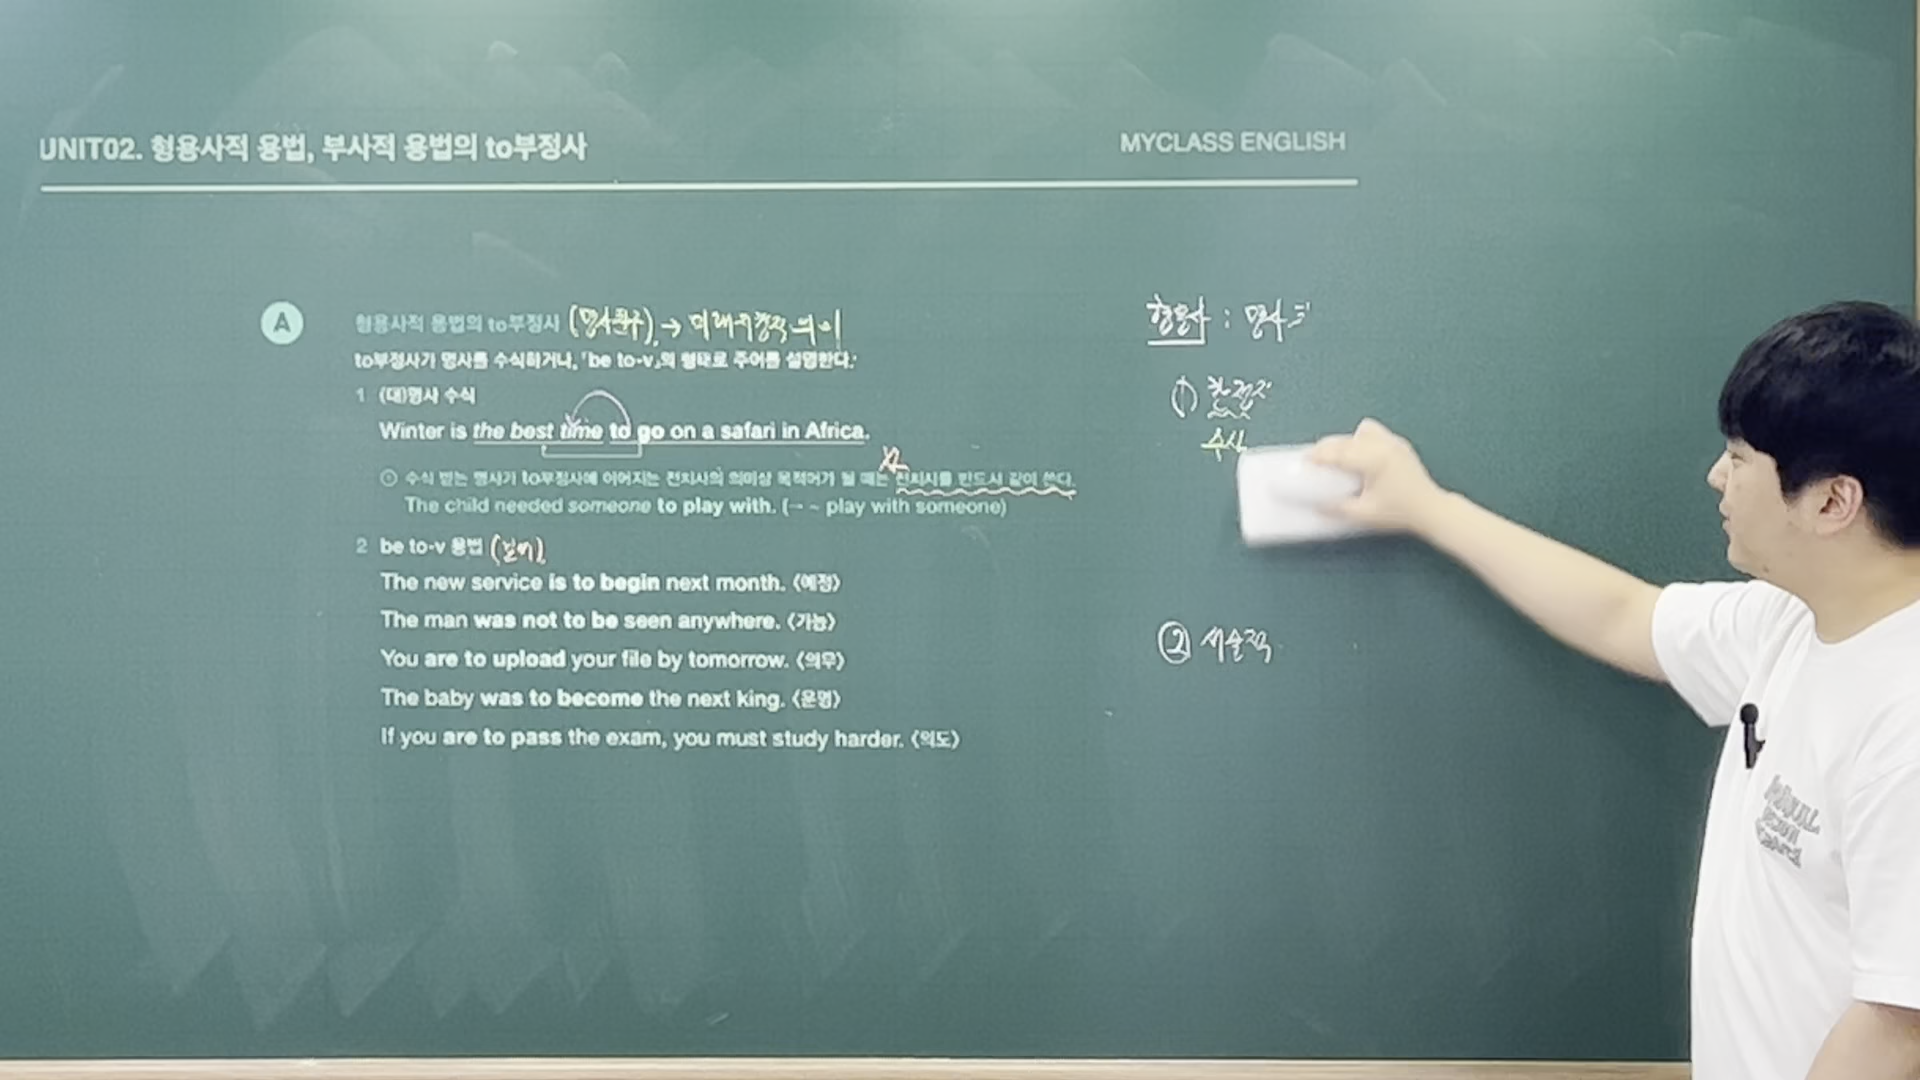 UNIT02. 형용사적 용법, 부사적 용법의 to부정사
MYCLASS ENGLISH
A
형용사적 용법의 to부정사 (명사뒤) → 미래지향적 의미
to부정사가 명사를 수식하거나, 「be to-v」의 형태로 주어를 설명한다.
1 (대)명사 수식
Winter is the best time to go on a safari in Africa.
수식 받는 명사가 to부정사에 이어지는 전치사의 의미상 목적어가 될 때는 전치사를 반드시 같이 쓴다.
The child needed someone to play with. (← ~ play with someone)
2 be to-v 용법 (보어)
The new service is to begin next month. 〈예정〉
The man was not to be seen anywhere. 〈가능〉
You are to upload your file by tomorrow. 〈의무〉
The baby was to become the next king. 〈운명〉
If you are to pass the exam, you must study harder. 〈의도〉
형용사 : 명사
① 한정적
수식
② 서술적